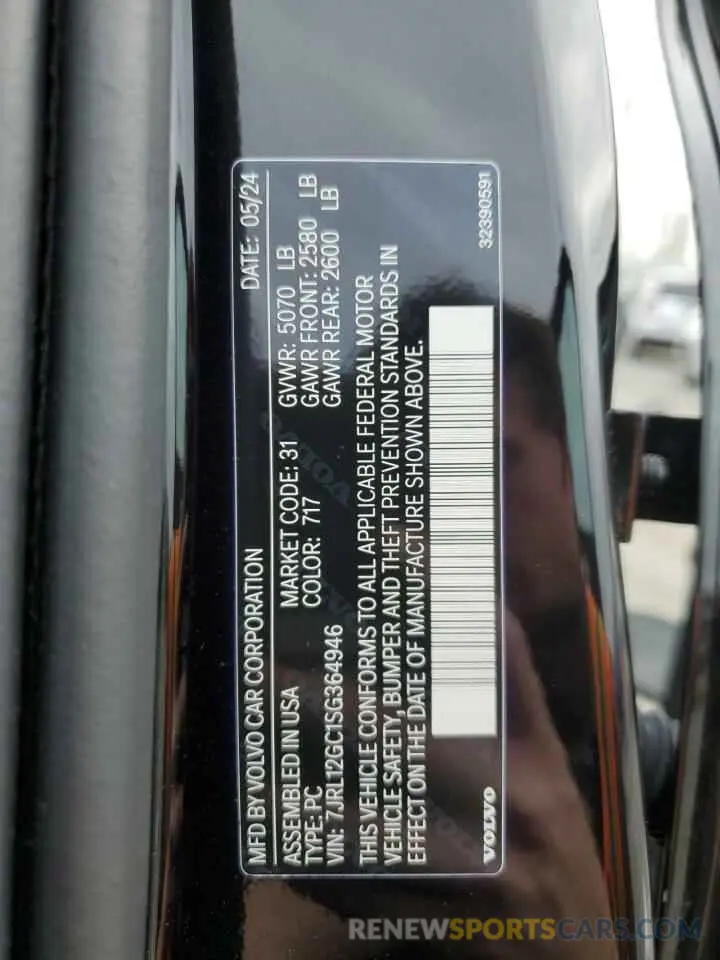 MFD BY VOLVO CAR CORPORATION DATE: 05/24
ASSEMBLED IN USA MARKET CODE: 31 GVWR: 5070 LB
TYPE: PC COLOR: 717 GAWR FRONT: 2580 LB
VIN: 7JRL12GC1SG364946 GAWR REAR: 2600 LB
THIS VEHICLE CONFORMS TO ALL APPLICABLE FEDERAL MOTOR
VEHICLE SAFETY, BUMPER AND THEFT PREVENTION STANDARDS IN
EFFECT ON THE DATE OF MANUFACTURE SHOWN ABOVE.
VOLVO 32390591
RENEWSPORTSCARS.COM